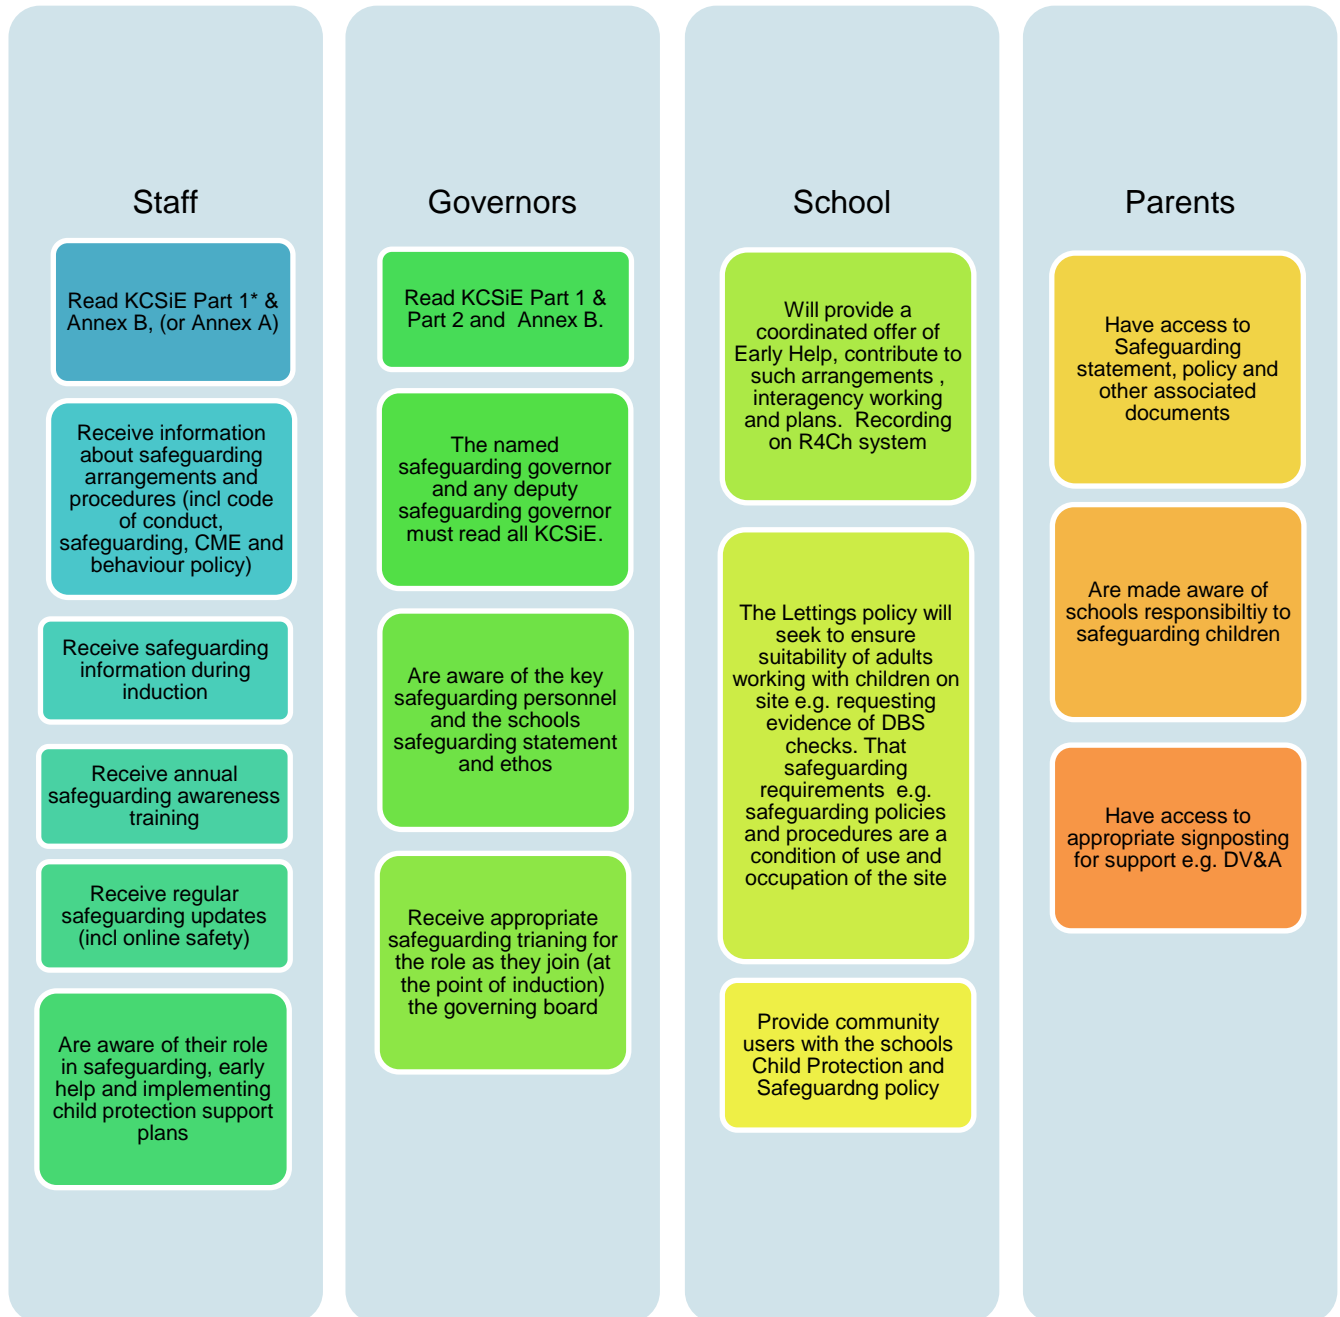 Staff
Read KCSiE Part 1* &
Annex B, (or Annex A)
Receive information
about safeguarding
arrangements and
procedures (incl code
of conduct,
safeguarding, CME and
behaviour policy)
Receive safeguarding
information during
induction
Receive annual
safeguarding awareness
training
Receive regular
safeguarding updates
(incl online safety)
Are aware of their role
in safeguarding, early
help and implementing
child protection support
plans
Governors
Read KCSiE Part 1 &
Part 2 and  Annex B.
The named
safeguarding governor
and any deputy
safeguarding governor
must read all KCSiE.
Are aware of the key
safeguarding personnel
and the schools
safeguarding statement
and ethos
Receive appropriate
safeguarding trianing for
the role as they join (at
the point of induction)
the governing board
School
Will provide a
coordinated offer of
Early Help, contribute to
such arrangements ,
interagency working
and plans.  Recording
on R4Ch system
The Lettings policy will
seek to ensure
suitability of adults
working with children on
site e.g. requesting
evidence of DBS
checks. That
safeguarding
requirements  e.g.
safeguarding policies
and procedures are a
condition of use and
occupation of the site
Provide community
users with the schools
Child Protection and
Safeguardng policy
Parents
Have access to
Safeguarding
statement, policy and
other associated
documents
Are made aware of
schools responsibiltiy to
safeguarding children
Have access to
appropriate signposting
for support e.g. DV&A